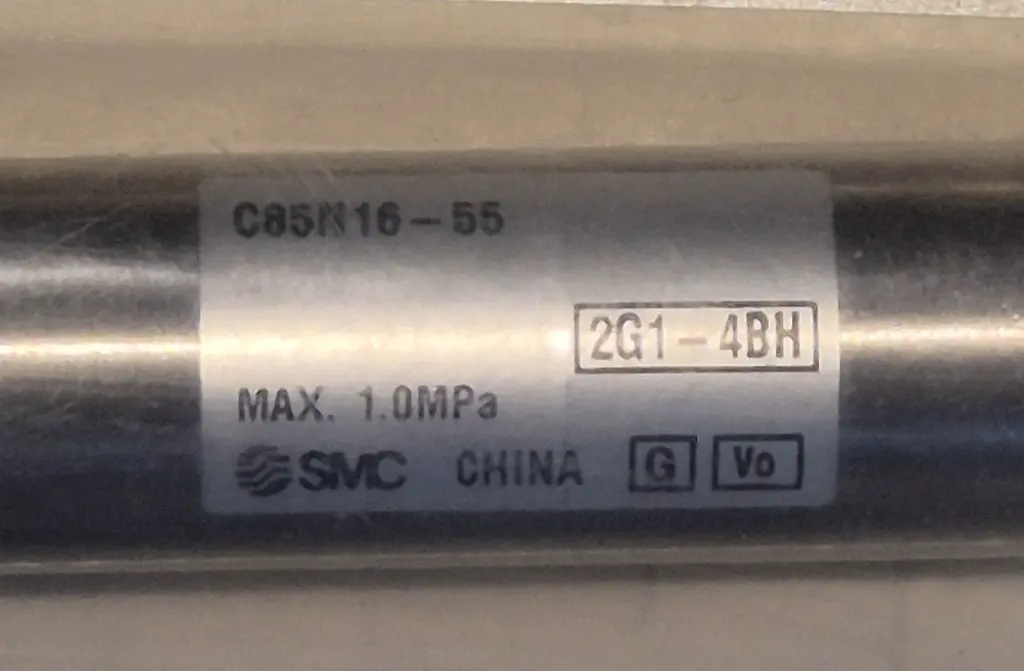 C85N16-55
2G1-4BH
MAX. 1.0MPa
SMC CHINA G Vo